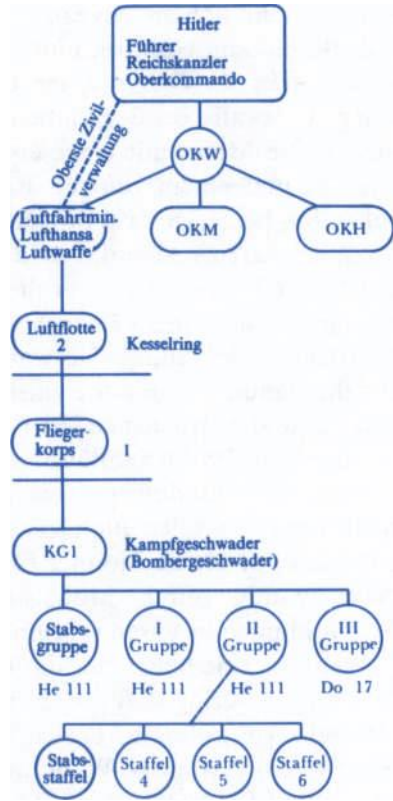 Hitler
Führer
Reichskanzler
Oberkommando
Oberste Zivil-
verwaltung
OKW
Luftfahrtmin.
Lufthansa
Luftwaffe
OKM
OKH
Luftflotte
2
Kesselring
Flieger-
korps
I
KG1
Kampfgeschwader
(Bombergeschwader)
Stabs-
gruppe
I
Gruppe
II
Gruppe
III
Gruppe
He 111
He 111
He 111
Do 17
Stabs-
staffel
Staffel
4
Staffel
5
Staffel
6